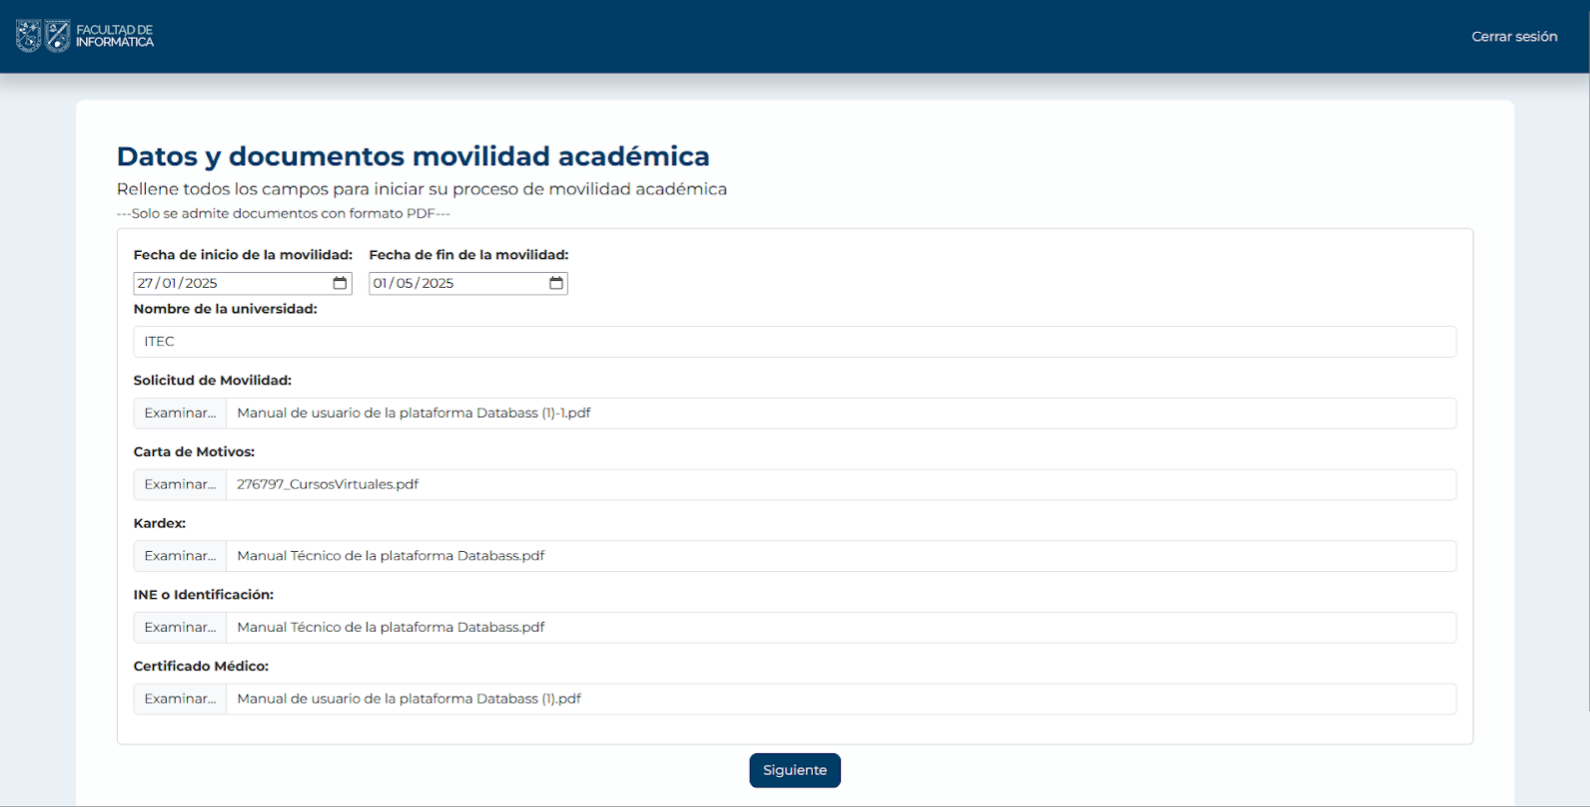 FACULTAD DE
INFORMÁTICA
Cerrar sesión
Datos y documentos movilidad académica
Rellene todos los campos para iniciar su proceso de movilidad académica
---Solo se admite documentos con formato PDF---
Fecha de inicio de la movilidad: Fecha de fin de la movilidad:
27/01/2025 01/05/2025
Nombre de la universidad:
ITEC
Solicitud de Movilidad:
Examinar... Manual de usuario de la plataforma Databass (1)-1.pdf
Carta de Motivos:
Examinar... 276797_CursosVirtuales.pdf
Kardex:
Examinar... Manual Técnico de la plataforma Databass.pdf
INE o Identificación:
Examinar... Manual Técnico de la plataforma Databass.pdf
Certificado Médico:
Examinar... Manual de usuario de la plataforma Databass (1).pdf
Siguiente